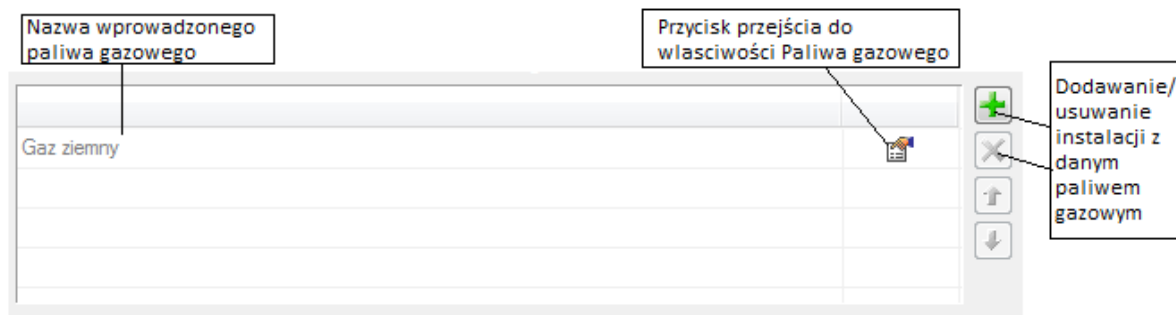 Nazwa wprowadzonego
paliwa gazowego
Przycisk przejścia do
wlasciwości Paliwa gazowego
Dodawanie/
usuwanie
instalacji z
danym
paliwem
gazowym
Gaz ziemny